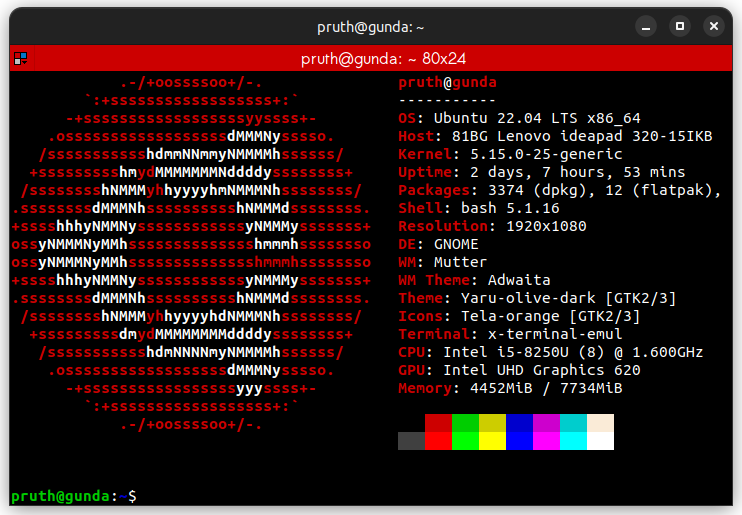 pruth@gunda: ~
pruth@gunda: ~ 80x24
.-/+oossssoo+/-.
`:+ssssssssssssssssss+:`
-+ssssssssssssssssssyyssss+-
.ossssssssssssssssssdMMMNysssso.
/ssssssssssshdmmNNmmyNMMMMhssssss/
+ssssssssshmydMMMMMMMNddddyssssssss+
/sssssssshNMMMyhhyyyyhmNMMMNhssssssss/
.ssssssssdMMMNhsssssssssshNMMMdssssssss.
+sssshhhyNMMNyssssssssssssyNMMMysssssss+
ossyNMMMNyMMhsssssssssssssshmmmhssssssso
ossyNMMMNyMMhsssssssssssssshmmmhssssssso
+sssshhhyNMMNyssssssssssssyNMMMysssssss+
.ssssssssdMMMNhsssssssssshNMMMdssssssss.
/sssssssshNMMMyhhyyyyhdNMMMNhssssssss/
+sssssssssdmydMMMMMMMMddddyssssssss+
/ssssssssssshdmNNNNmyNMMMMhssssss/
.ossssssssssssssssssdMMMNysssso.
-+sssssssssssssssssyyyssss+-
`:+ssssssssssssssssss+:`
.-/+oossssoo+/-.
pruth@gunda
-----------
OS: Ubuntu 22.04 LTS x86_64
Host: 81BG Lenovo ideapad 320-15IKB
Kernel: 5.15.0-25-generic
Uptime: 2 days, 7 hours, 53 mins
Packages: 3374 (dpkg), 12 (flatpak),
Shell: bash 5.1.16
Resolution: 1920x1080
DE: GNOME
WM: Mutter
WM Theme: Adwaita
Theme: Yaru-olive-dark [GTK2/3]
Icons: Tela-orange [GTK2/3]
Terminal: x-terminal-emul
CPU: Intel i5-8250U (8) @ 1.600GHz
GPU: Intel UHD Graphics 620
Memory: 4452MiB / 7734MiB
pruth@gunda:~$